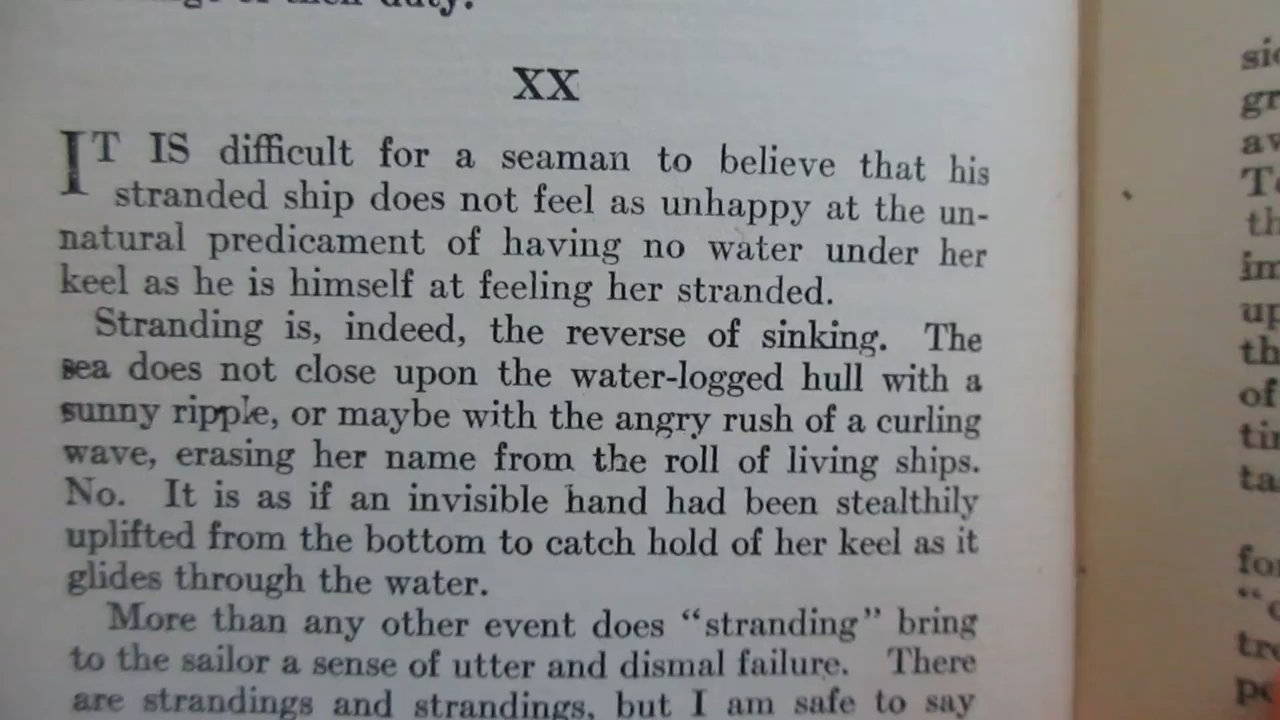 duty.
XX
IT IS difficult for a seaman to believe that his
stranded ship does not feel as unhappy at the un-
natural predicament of having no water under her
keel as he is himself at feeling her stranded.
Stranding is, indeed, the reverse of sinking. The
sea does not close upon the water-logged hull with a
sunny ripple, or maybe with the angry rush of a curling
wave, erasing her name from the roll of living ships.
No. It is as if an invisible hand had been stealthily
uplifted from the bottom to catch hold of her keel as it
glides through the water.
More than any other event does “stranding” bring
to the sailor a sense of utter and dismal failure. There
are strandings and strandings, but I am safe to say